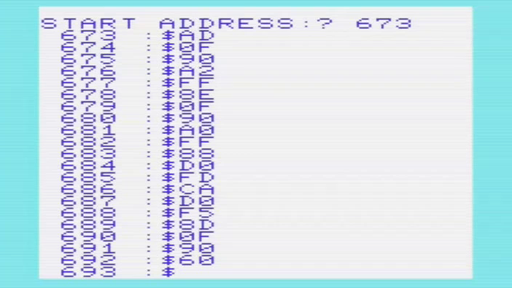 START ADDRESS:? 673
673 :$AD
674 :$0F
675 :$90
676 :$A2
677 :$FF
678 :$8E
679 :$0F
680 :$90
681 :$A0
682 :$FF
683 :$88
684 :$D0
685 :$FD
686 :$CA
687 :$D0
688 :$F5
689 :$8D
690 :$0F
691 :$90
692 :$60
693 :$